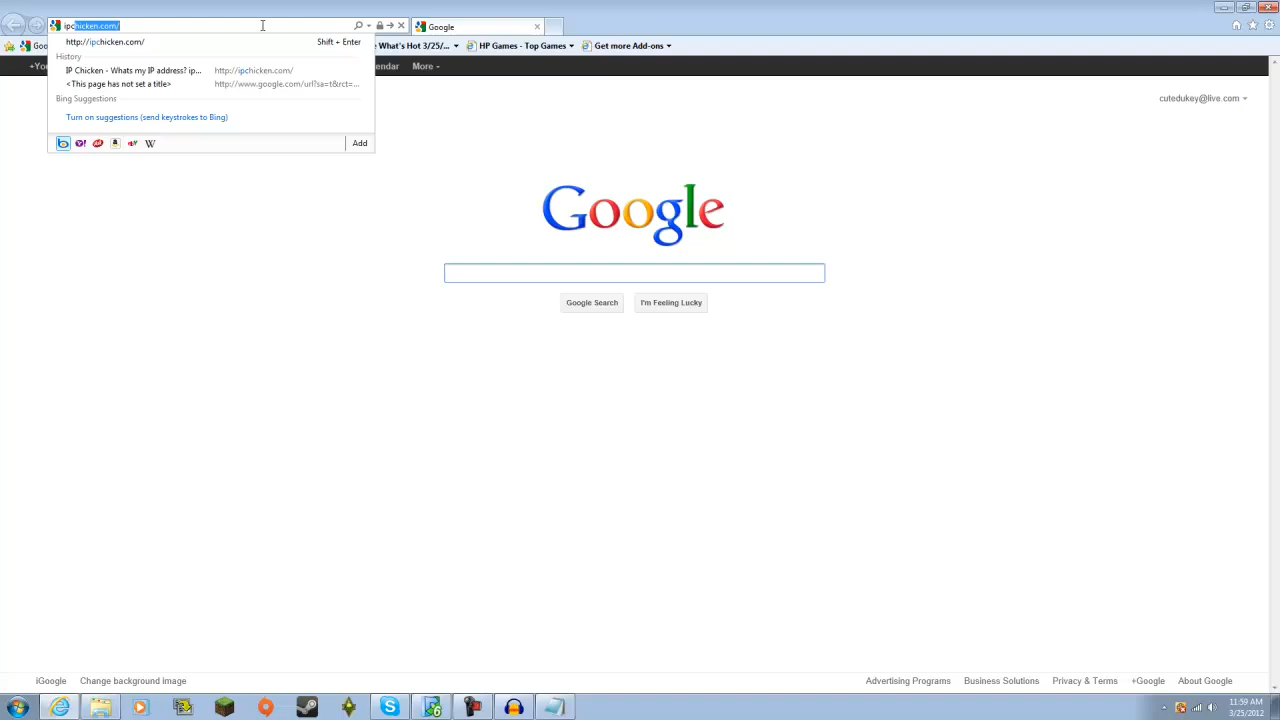 ipchicken.com/
Google
http://ipchicken.com/ Shift + Enter
History
IP Chicken - Whats my IP address? ip... http://ipchicken.com/
<This page has not set a title> http://www.google.com/url?sa=t&rct=...
Bing Suggestions
Turn on suggestions (send keystrokes to Bing)
Add
Goo
What's Hot 3/25/...
HP Games - Top Games
Get more Add-ons
+You
endar
More
cutedukey@live.com
Google
Google Search
I'm Feeling Lucky
iGoogle
Change background image
Advertising Programs
Business Solutions
Privacy & Terms
+Google
About Google
11:59 AM
3/25/2012